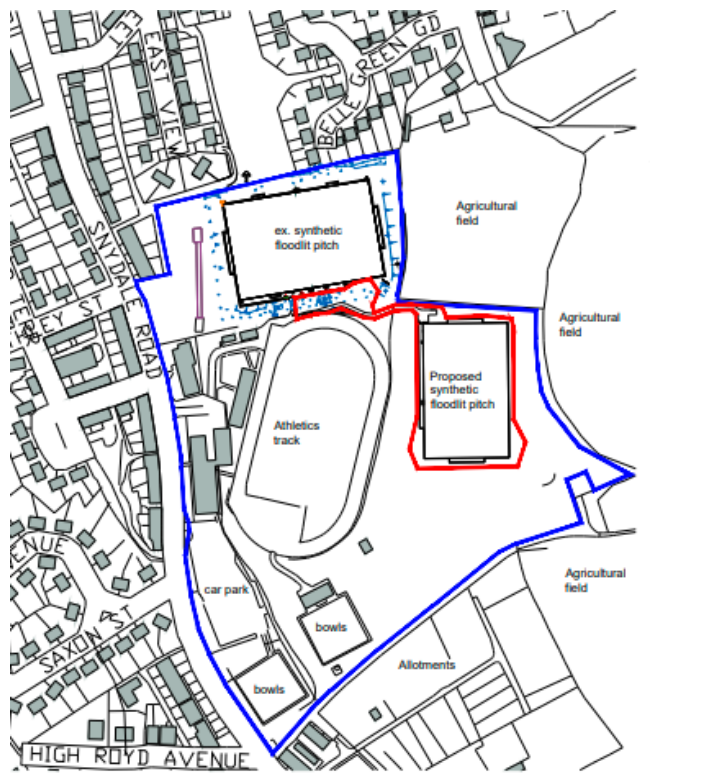 BELLE GREEN GD
EAST VIEW
Agricultural
field
ex. synthetic
floodlit pitch
SNYDALE ROAD
EY ST
Agricultural
field
Proposed
synthetic
floodlit pitch
Athletics
track
ENUE
Agricultural
field
car park
SAXON ST
bowls
Allotments
bowls
HIGH ROYD AVENUE